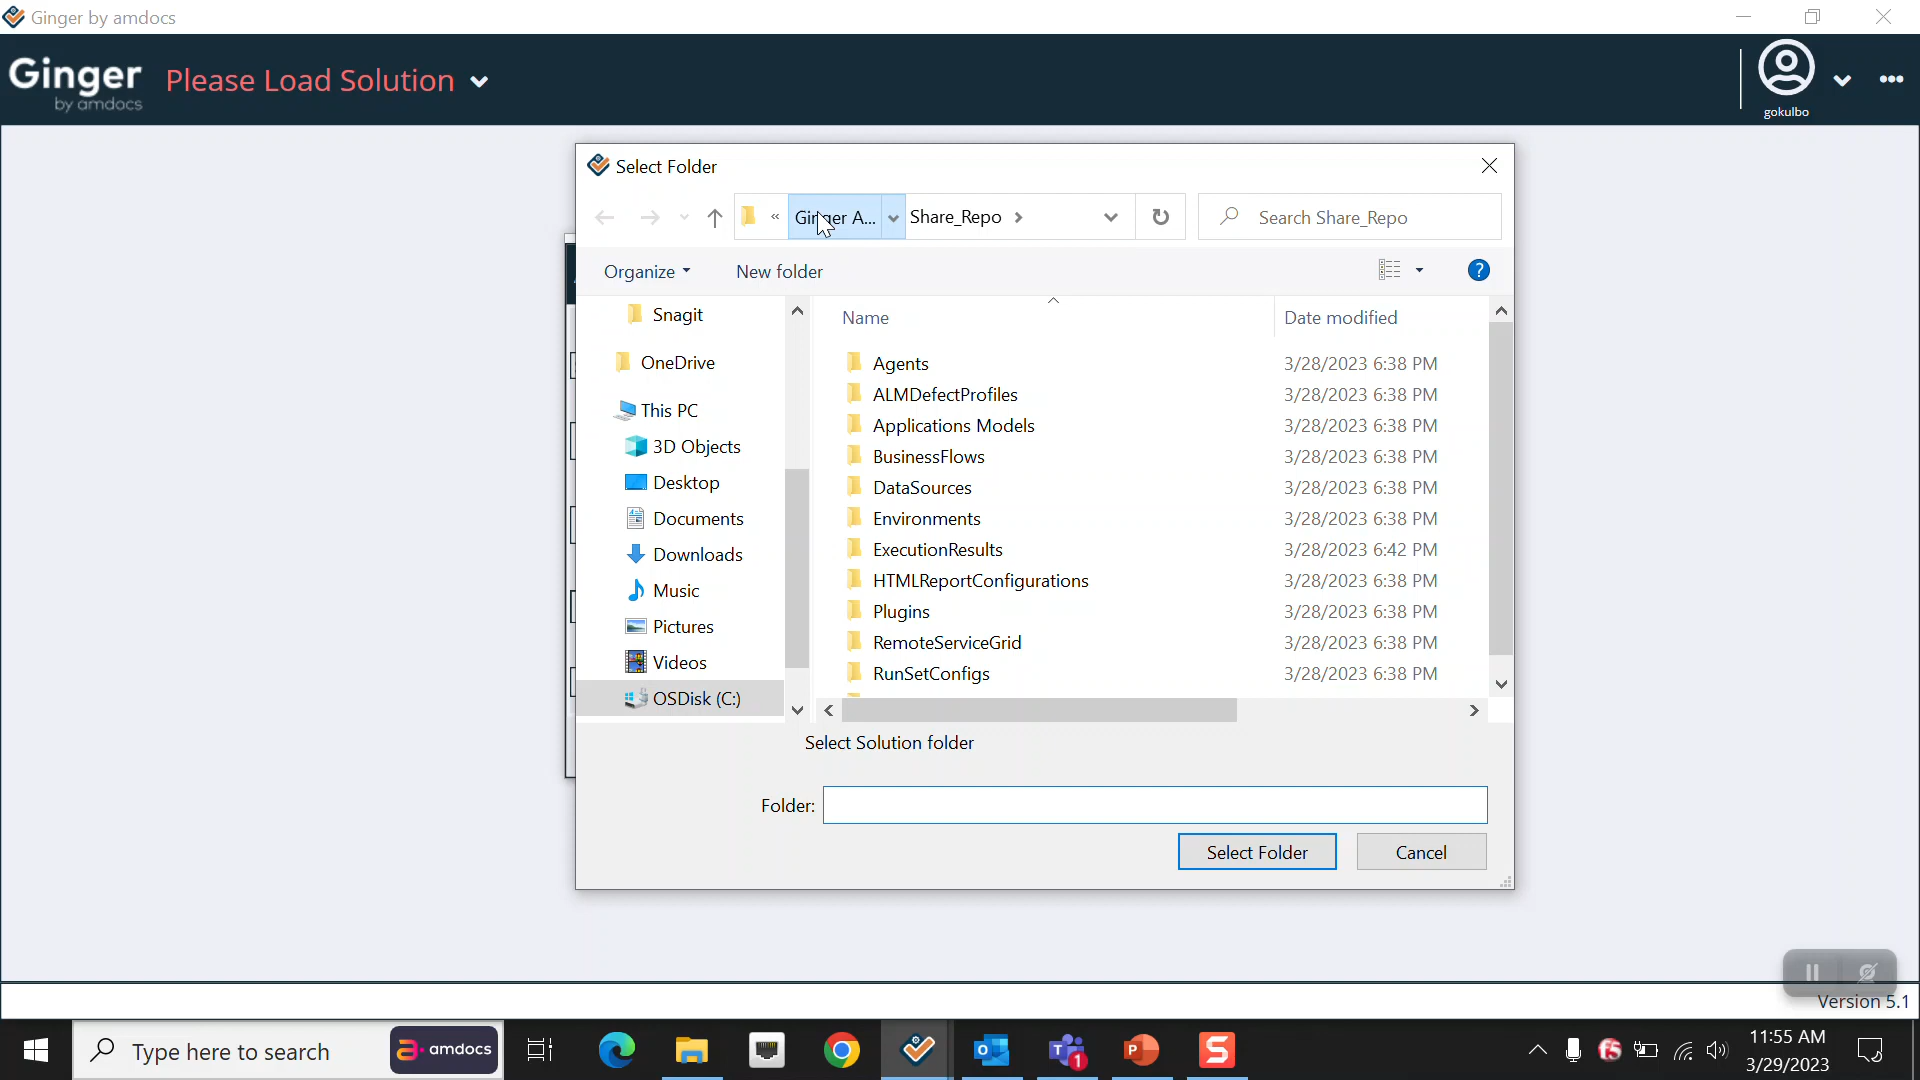 Ginger by amdocs
Ginger
by amdocs
Please Load Solution
gokulbo
Select Folder
« Ginger A... Share_Repo
Search Share_Repo
Organize
New folder
?
Snagit
OneDrive
This PC
3D Objects
Desktop
Documents
Downloads
Music
Pictures
Videos
OSDisk (C:)
Name Date modified
Agents 3/28/2023 6:38 PM
ALMDefectProfiles 3/28/2023 6:38 PM
Applications Models 3/28/2023 6:38 PM
BusinessFlows 3/28/2023 6:38 PM
DataSources 3/28/2023 6:38 PM
Environments 3/28/2023 6:38 PM
ExecutionResults 3/28/2023 6:42 PM
HTMLReportConfigurations 3/28/2023 6:38 PM
Plugins 3/28/2023 6:38 PM
RemoteServiceGrid 3/28/2023 6:38 PM
RunSetConfigs 3/28/2023 6:38 PM
Select Solution folder
Folder:
Select Folder
Cancel
Version 5.1
Type here to search
amdocs
1
11:55 AM
3/29/2023